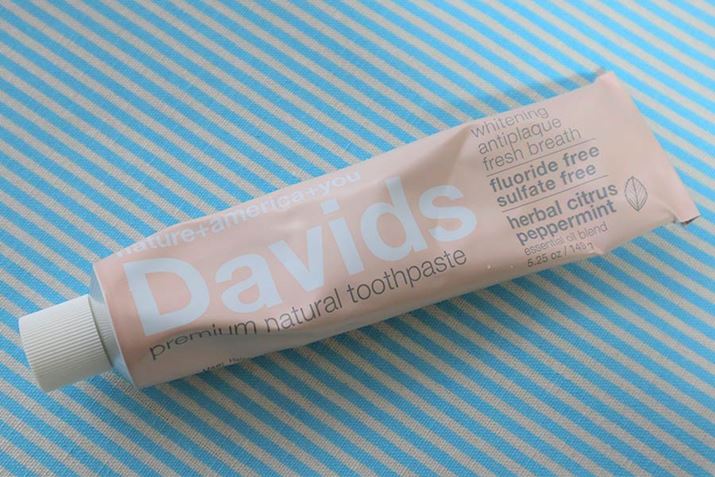 nature+america+you
Davids
premium natural toothpaste
whitening
antiplaque
fresh breath
fluoride free
sulfate free
herbal citrus
peppermint
essential oil blend
5.25 oz / 149 g